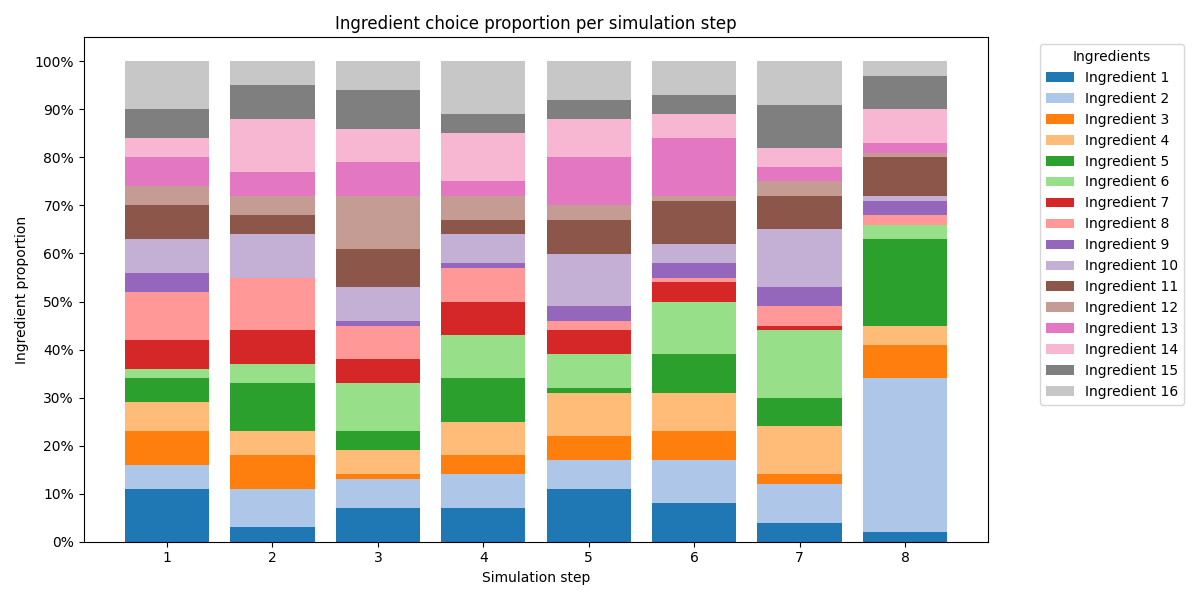 Ingredient choice proportion per simulation step
Ingredient proportion
100%
90%
80%
70%
60%
50%
40%
30%
20%
10%
0%
1 2 3 4 5 6 7 8
Simulation step
Ingredients
Ingredient 1
Ingredient 2
Ingredient 3
Ingredient 4
Ingredient 5
Ingredient 6
Ingredient 7
Ingredient 8
Ingredient 9
Ingredient 10
Ingredient 11
Ingredient 12
Ingredient 13
Ingredient 14
Ingredient 15
Ingredient 16